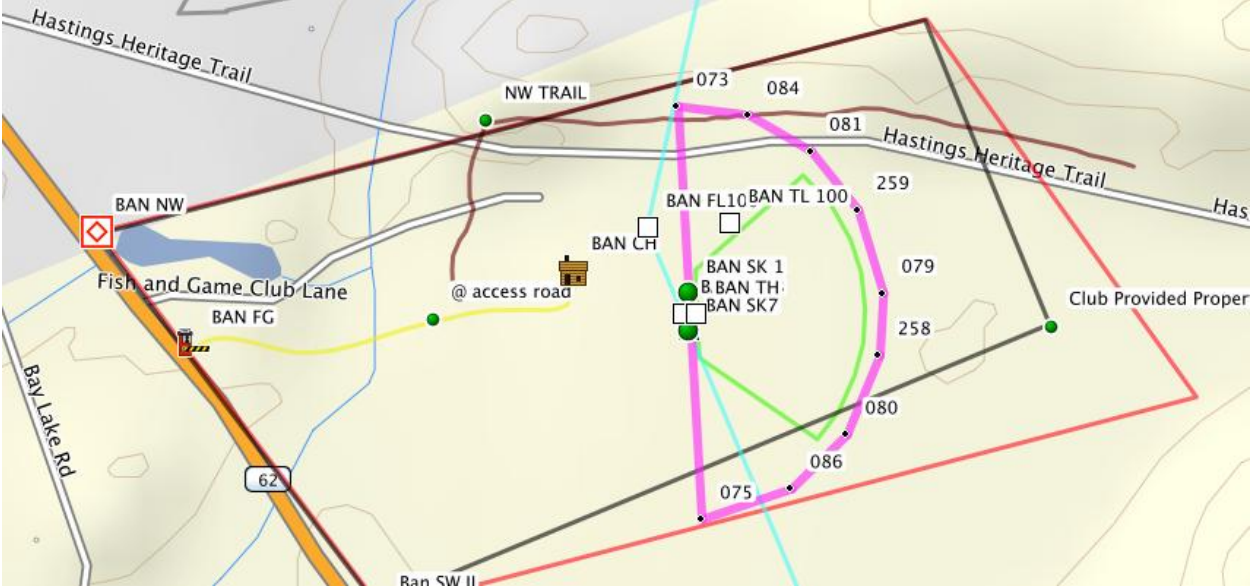 Hastings Heritage Trail
073
084
NW TRAIL
081
Hastings Heritage Trail
259
BAN TL 100
BAN FL10
BAN NW
Has
BAN CH
079
BAN SK 1
Fish and Game Club Lane
@ access road
BAN TH
BAN SK7
Club Provided Proper
BAN FG
258
Bay Lake Rd
080
086
62
075
Ban SW II